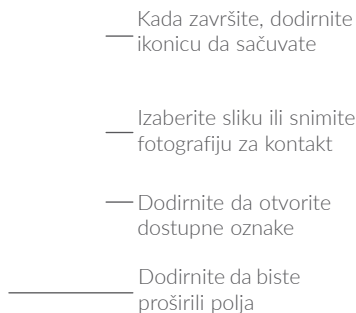 Kada završite, dodirnite
ikonicu da sačuvate
Izaberite sliku ili snimite
fotografiju za kontakt
Dodirnite da otvorite
dostupne oznake
Dodirnite da biste
proširili polja